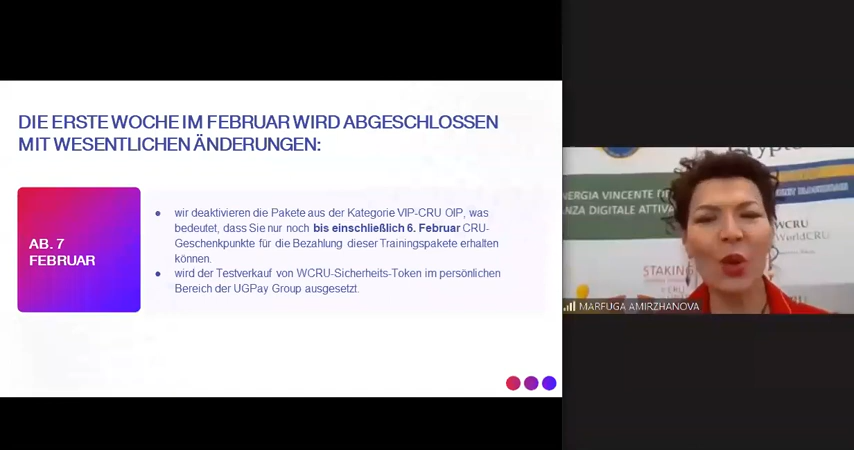 DIE ERSTE WOCHE IM FEBRUAR WIRD ABGESCHLOSSEN
MIT WESENTLICHEN ÄNDERUNGEN:
AB. 7
FEBRUAR
● wir deaktivieren die Pakete aus der Kategorie VIP-CRU OIP, was
bedeutet, dass Sie nur noch bis einschließlich 6. Februar CRU-
Geschenkpunkte für die Bezahlung dieser Trainingspakete erhalten
können.
● wird der Testverkauf von WCRU-Sicherheits-Token im persönlichen
Bereich der UGPay Group ausgesetzt.
NERGIA VINCENTE
NZA DIGITALE ATTIVA
WCRU
WorldCRU
STAKING
MARFUGA AMIRZHANOVA